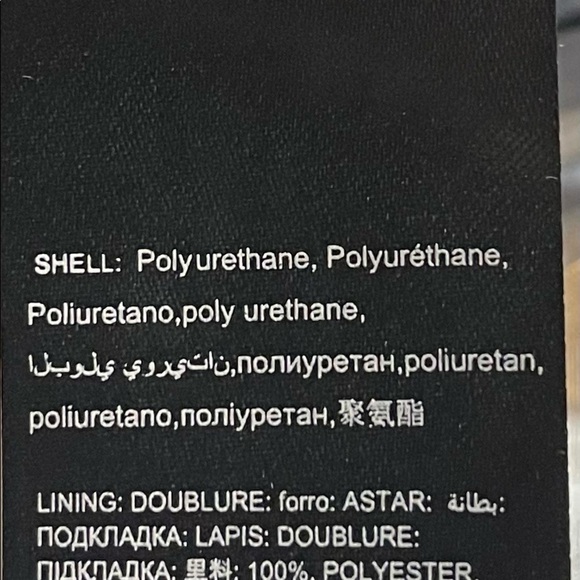 SHELL: Polyurethane, Polyuréthane,
Poliuretano,poly urethane,
البولي يوريتان,полиуретан,poliuretan,
poliuretano,поліуретан,聚氨酯
LINING: DOUBLURE: forro: ASTAR: بطانة:
ПОДКЛАДКА: LAPIS: DOUBLURE:
ПІДКЛАДКА: 里料: 100%, POLYESTER